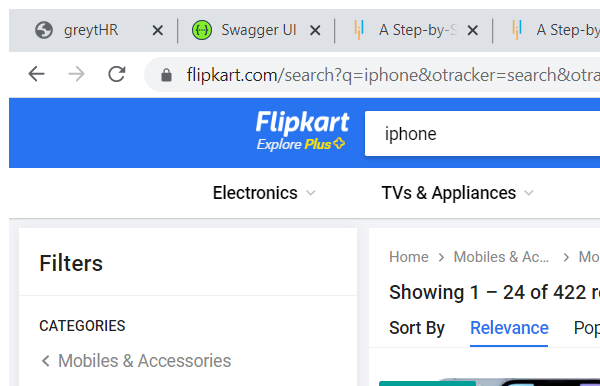 greytHR Swagger UI A Step-by-S A Step-by
flipkart.com/search?q=iphone&otracker=search&otra
Flipkart iphone
Explore Plus
Electronics TVs & Appliances
Filters
Home > Mobiles & Ac... > Mo
Showing 1 – 24 of 422 r
CATEGORIES
Sort By Relevance Pop
< Mobiles & Accessories